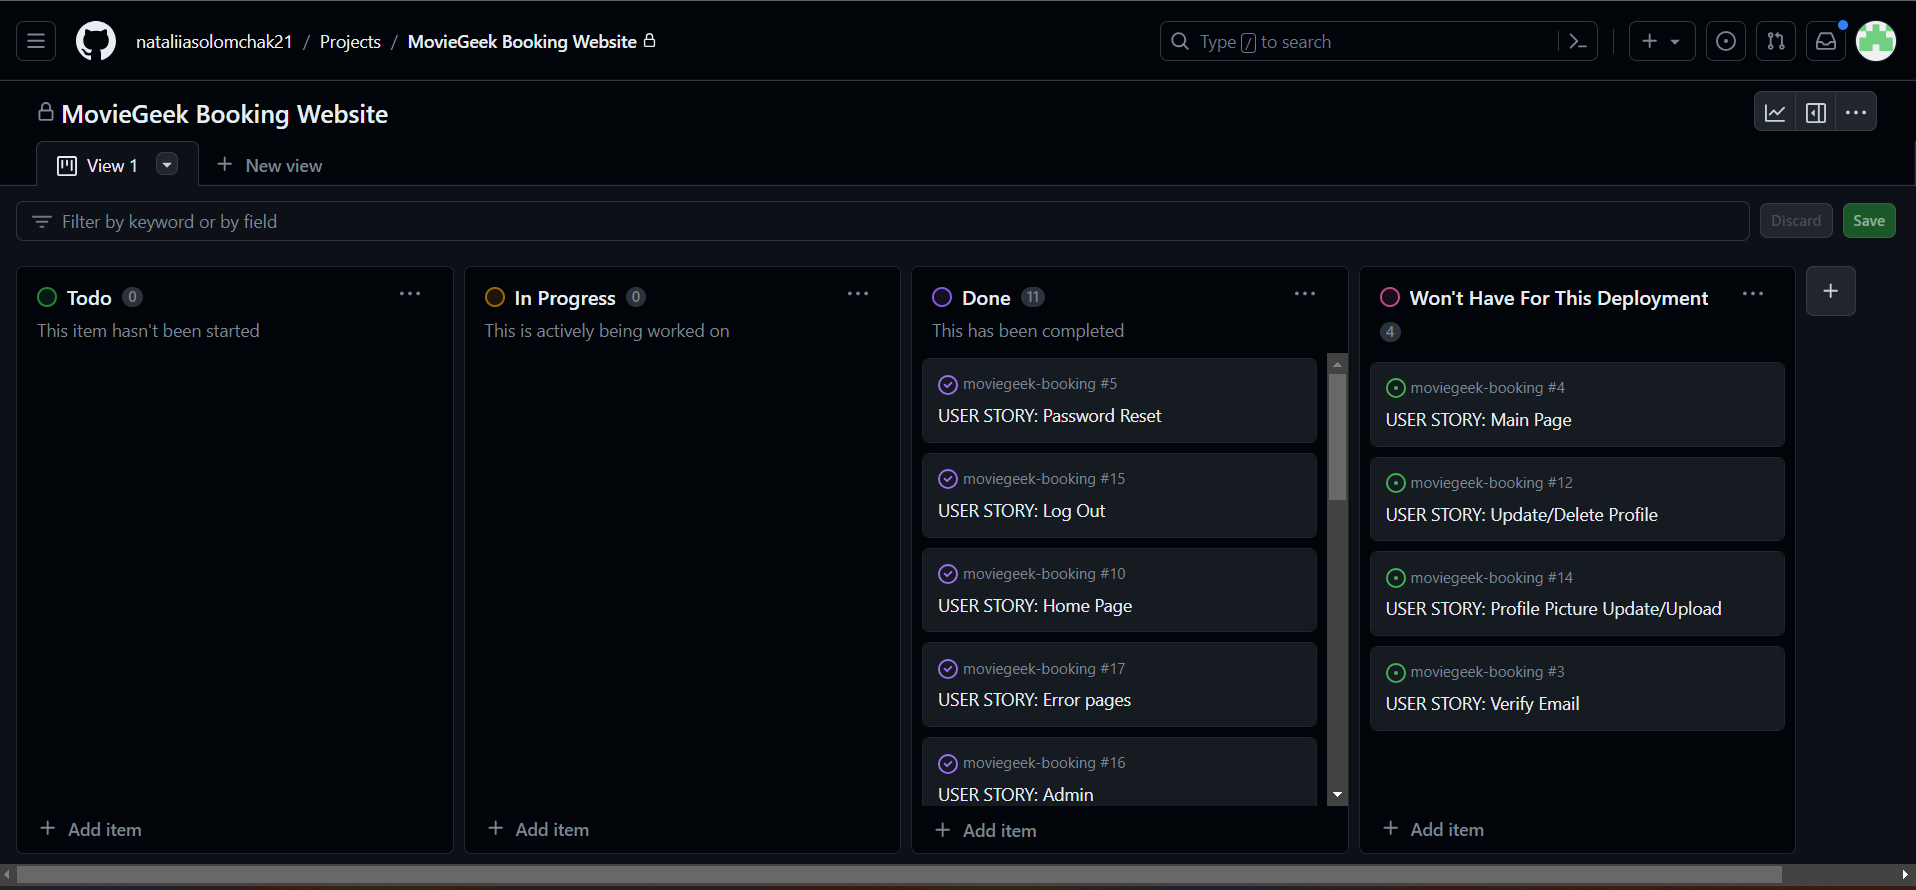 nataliiasolomchak21 / Projects / MovieGeek Booking Website
Type / to search
MovieGeek Booking Website
View 1
New view
Filter by keyword or by field
Discard
Save
Todo 0
This item hasn't been started
Add item
In Progress 0
This is actively being worked on
Add item
Done 11
This has been completed
moviegeek-booking #5
USER STORY: Password Reset
moviegeek-booking #15
USER STORY: Log Out
moviegeek-booking #10
USER STORY: Home Page
moviegeek-booking #17
USER STORY: Error pages
moviegeek-booking #16
USER STORY: Admin
Add item
Won't Have For This Deployment
4
moviegeek-booking #4
USER STORY: Main Page
moviegeek-booking #12
USER STORY: Update/Delete Profile
moviegeek-booking #14
USER STORY: Profile Picture Update/Upload
moviegeek-booking #3
USER STORY: Verify Email
Add item